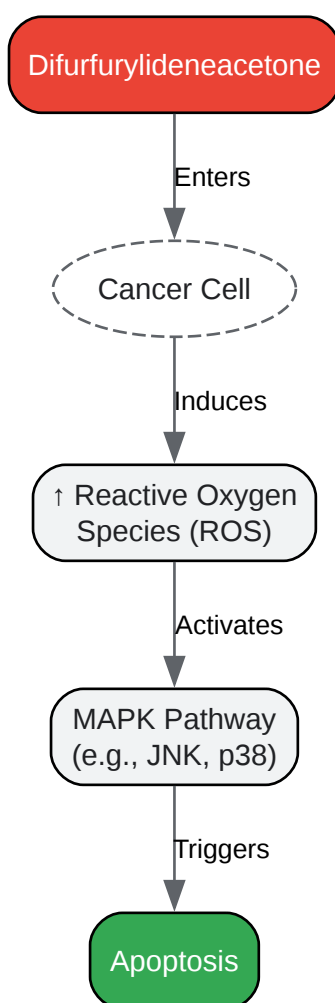 Difurfurylideneacetone
Enters
Cancer Cell
Induces
↑ Reactive Oxygen
Species (ROS)
Activates
MAPK Pathway
(e.g., JNK, p38)
Triggers
Apoptosis